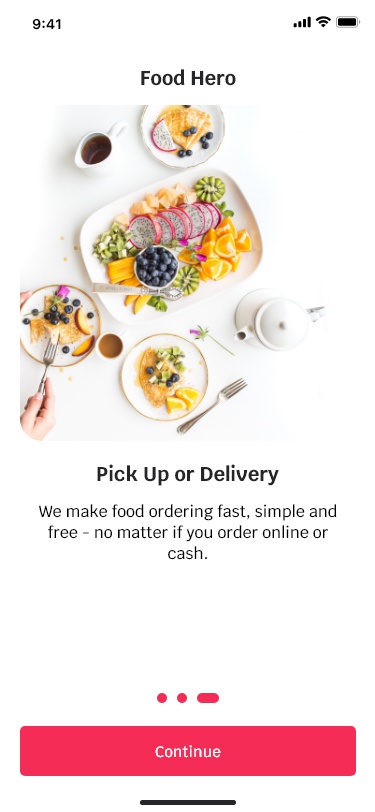 9:41
Food Hero
Pick Up or Delivery
We make food ordering fast, simple and
free - no matter if you order online or
cash.
Continue